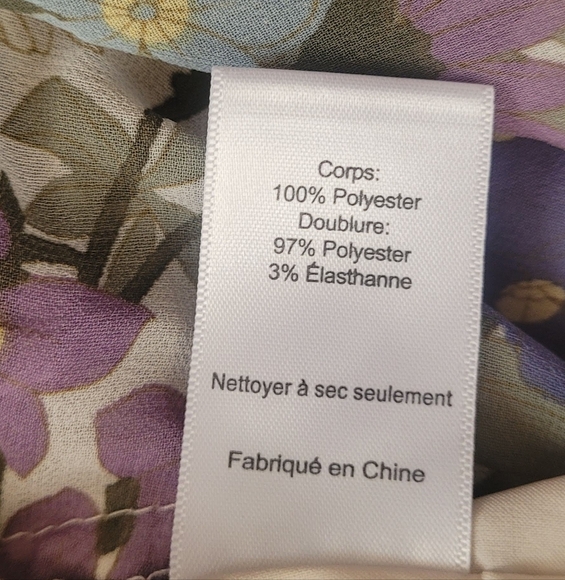 Corps:
100% Polyester
Doublure:
97% Polyester
3% Élasthanne
Nettoyer à sec seulement
Fabriqué en Chine